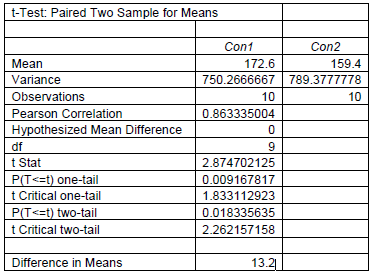 t-Test: Paired Two Sample for Means
Con1 Con2
Mean 172.6 159.4
Variance 750.2666667 789.3777778
Observations 10 10
Pearson Correlation 0.863335004
Hypothesized Mean Difference 0
df 9
t Stat 2.874702125
P(T<=t) one-tail 0.009167817
t Critical one-tail 1.833112923
P(T<=t) two-tail 0.018335635
t Critical two-tail 2.262157158
Difference in Means 13.2